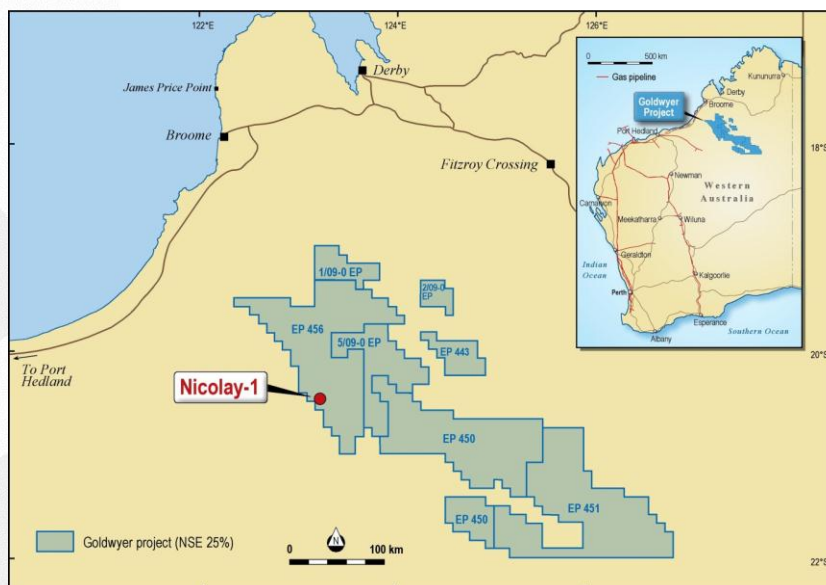 122°E
124°E
126°E
18°S
20°S
22°S
James Price Point
Derby
Broome
Fitzroy Crossing
To Port
Hedland
1/09-0 EP
2/09-0
EP
EP 456
5/09-0 EP
EP 443
Nicolay-1
EP 450
EP 450
EP 451
Goldwyer project (NSE 25%)
N
0
100 km
0
500 km
Gas pipeline
Kununurra
Derby
Broome
Goldwyer
Project
Port Hedland
Newman
Western
Australia
Carnarvon
Meekatharra
Wiluna
Geraldton
Indian
Ocean
Kalgoorlie
Perth
Esperance
Albany
Southern Ocean